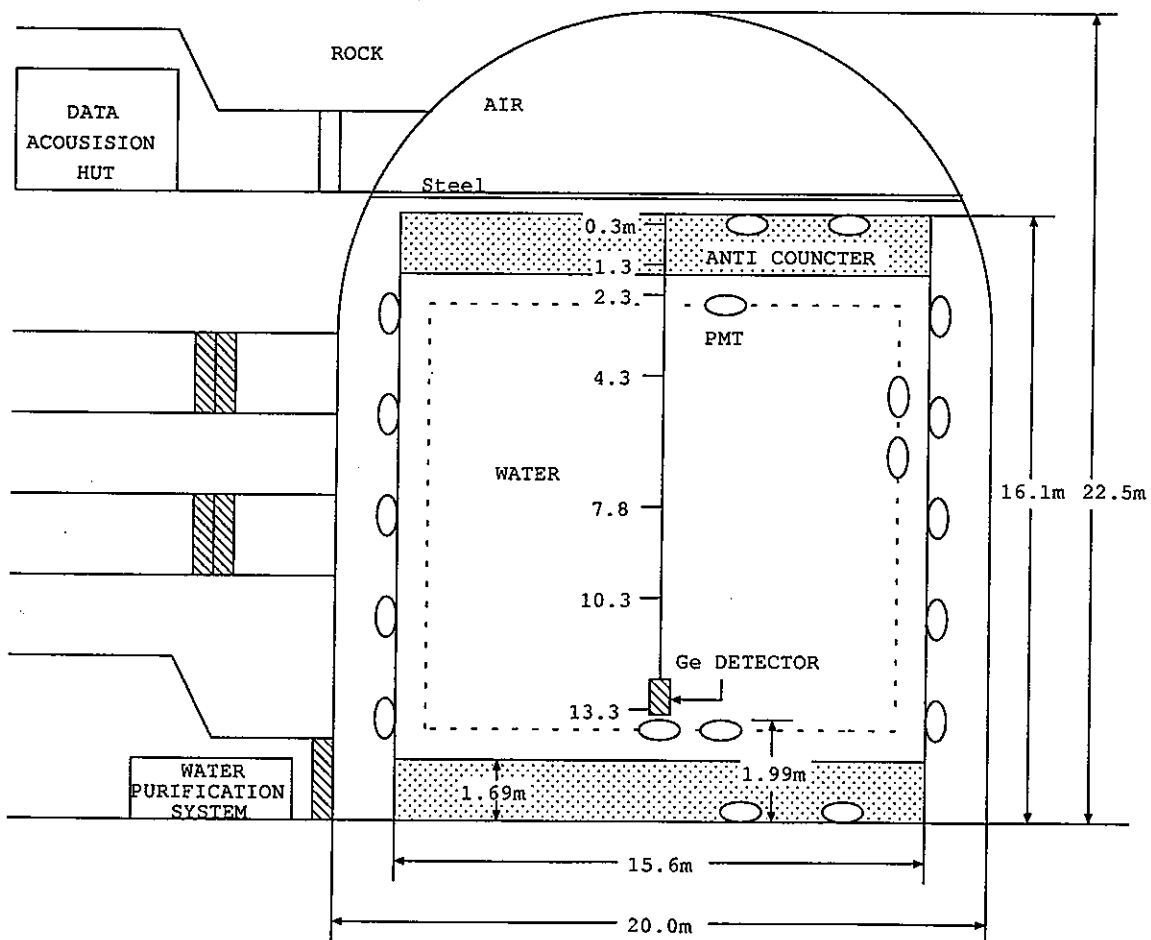 ROCK
AIR
DATA
ACOUSISION
HUT
Steel
0.3m
ANTI COUNCTER
1.3
2.3
PMT
4.3
WATER
16.1m
22.5m
7.8
10.3
Ge DETECTOR
13.3
WATER
PURIFICATION
SYSTEM
1.69m
1.99m
15.6m
20.0m